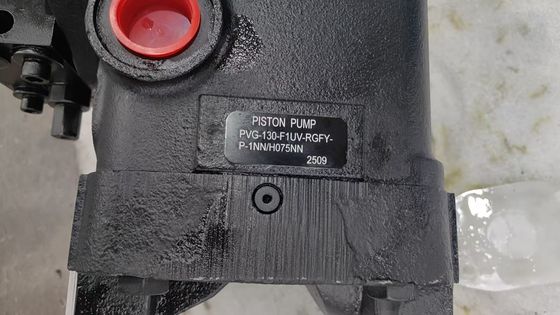 PISTON PUMP
PVG-130-F1UV-RGFY-
P-1NN/H075NN
2509